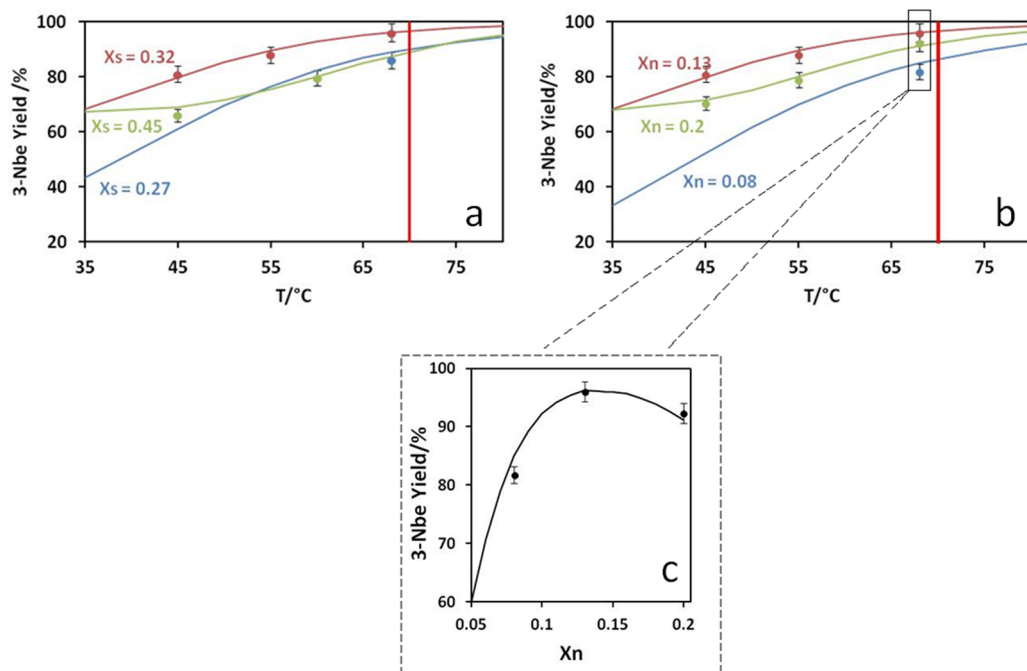 100
80
60
40
20
3-Nbe Yield /%
Xs = 0.32
Xs = 0.45
Xs = 0.27
a
35
45
55
65
75
T/°C
100
80
60
40
20
3-Nbe Yield/%
Xn = 0.13
Xn = 0.2
Xn = 0.08
b
35
45
55
65
75
T/°C
100
90
80
70
60
3-Nbe Yield/%
c
0.05
0.1
0.15
0.2
Xn